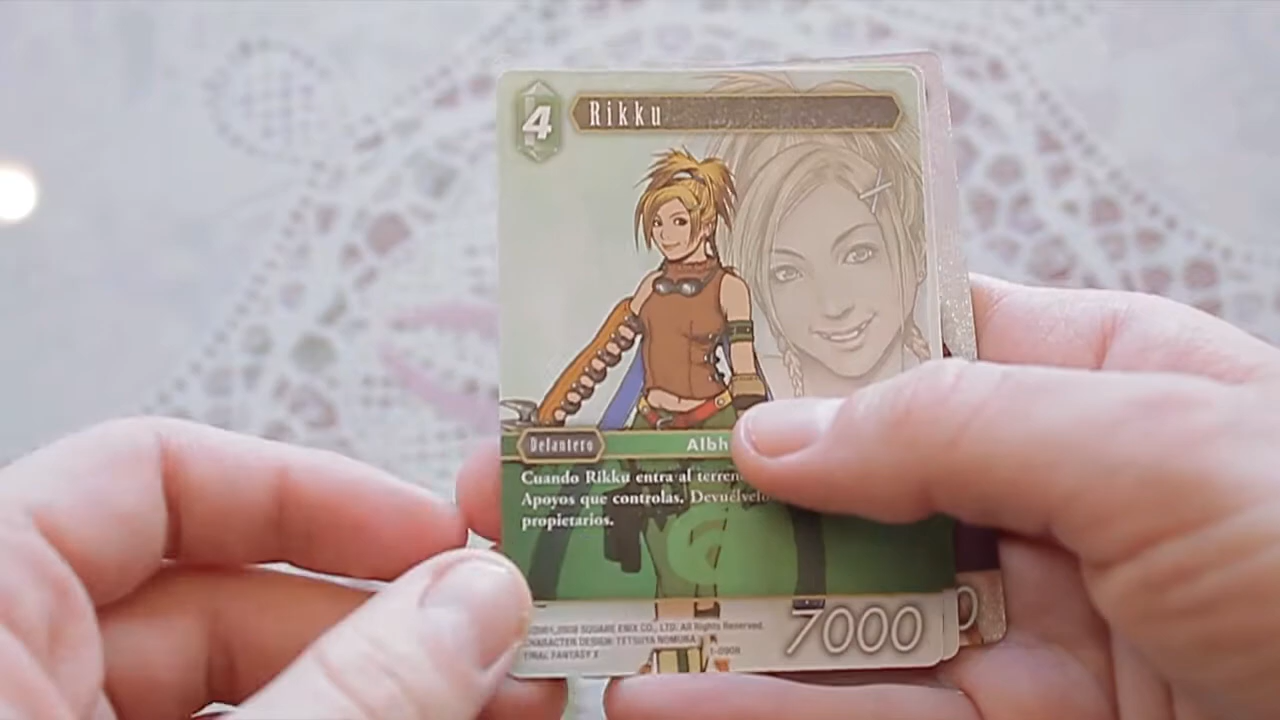 4
Rikku
Delantero
Albh
Cuando Rikku entra al terren
Apoyos que controlas. Devuélvelo
propietarios.
7000
SQUARE ENIX CO., LTD. All Rights Reserved.
CHARACTER DESIGN: TETSUYA NOMURA
FINAL FANTASY X